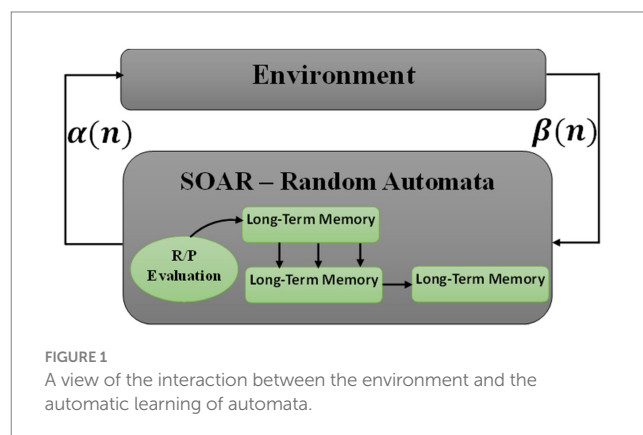 Environment
α(n)
β(n)
SOAR – Random Automata
Long-Term Memory
R/P
Evaluation
Long-Term Memory
Long-Term Memory
FIGURE 1
A view of the interaction between the environment and the
automatic learning of automata.